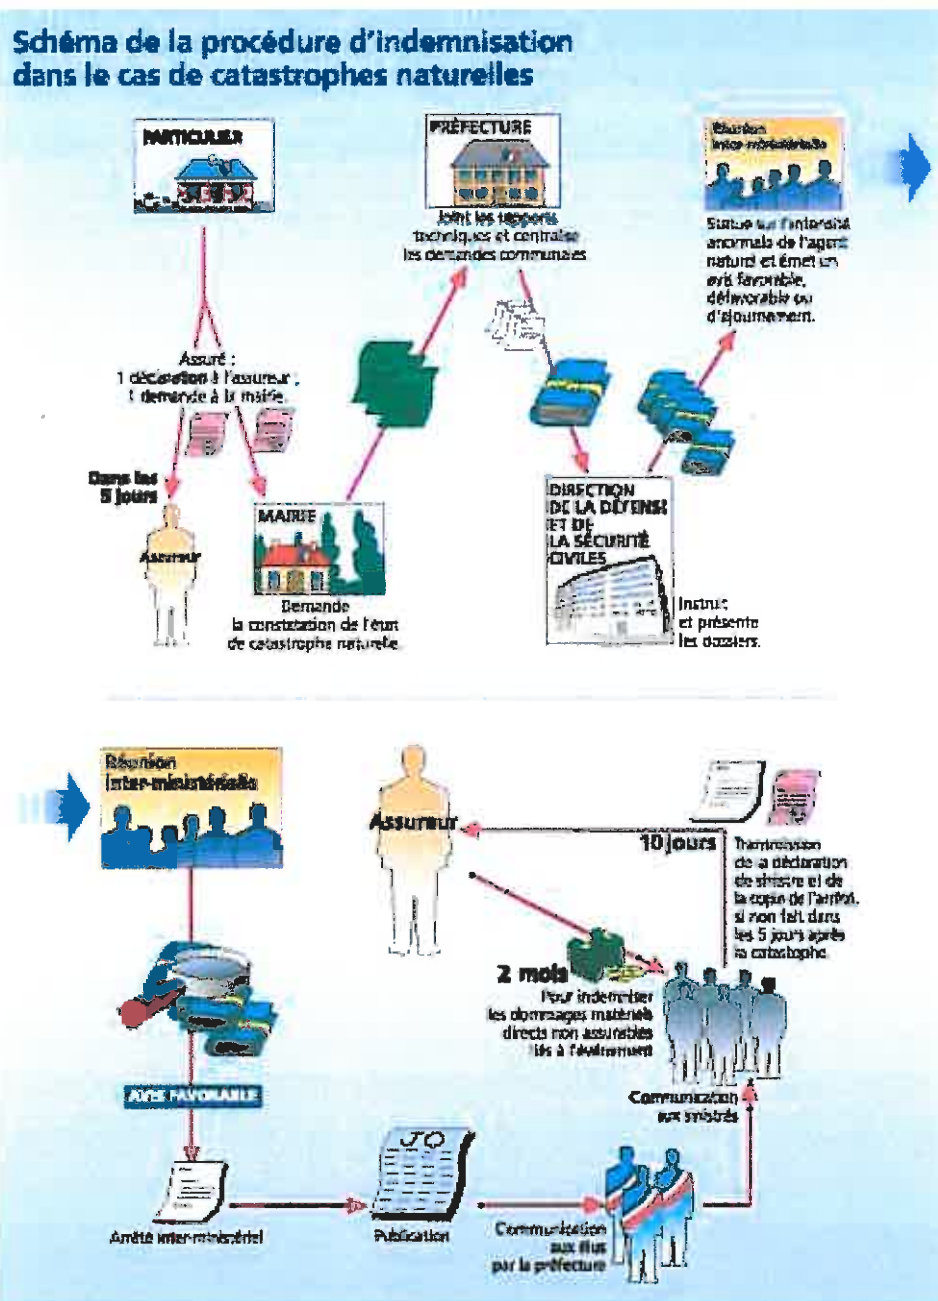 Schéma de la procédure d'indemnisation
dans le cas de catastrophes naturelles
PARTICULIER
PRÉFECTURE
Joint les rapports
techniques et centralise
les demandes communales
Réunion
inter-ministérielle
Statue sur l'intensité
anormale de l'agent
naturel et émet un
avis favorable,
défavorable ou
d'ajournement.
Assuré :
1 déclaration à l'assureur ;
1 demande à la mairie.
Dans les
5 jours
Assureur
MAIRIE
Demande
la constatation de l'état
de catastrophe naturelle.
DIRECTION
DE LA DÉFENSE
ET DE
LA SÉCURITÉ
CIVILES
Instruit
et présente
les dossiers.
Réunion
inter-ministérielle
Assureur
10 jours
Transmission
de la déclaration
de sinistre et de
la copie de l'arrêté,
si non fait dans
les 5 jours après
la catastrophe.
2 mois
Pour indemniser
les dommages matériels
directs non assurables
liés à l'événement
Communication
aux sinistrés
AVIS FAVORABLE
Arrêté inter-ministériel
JO
Publication
Communication
aux élus
par la préfecture